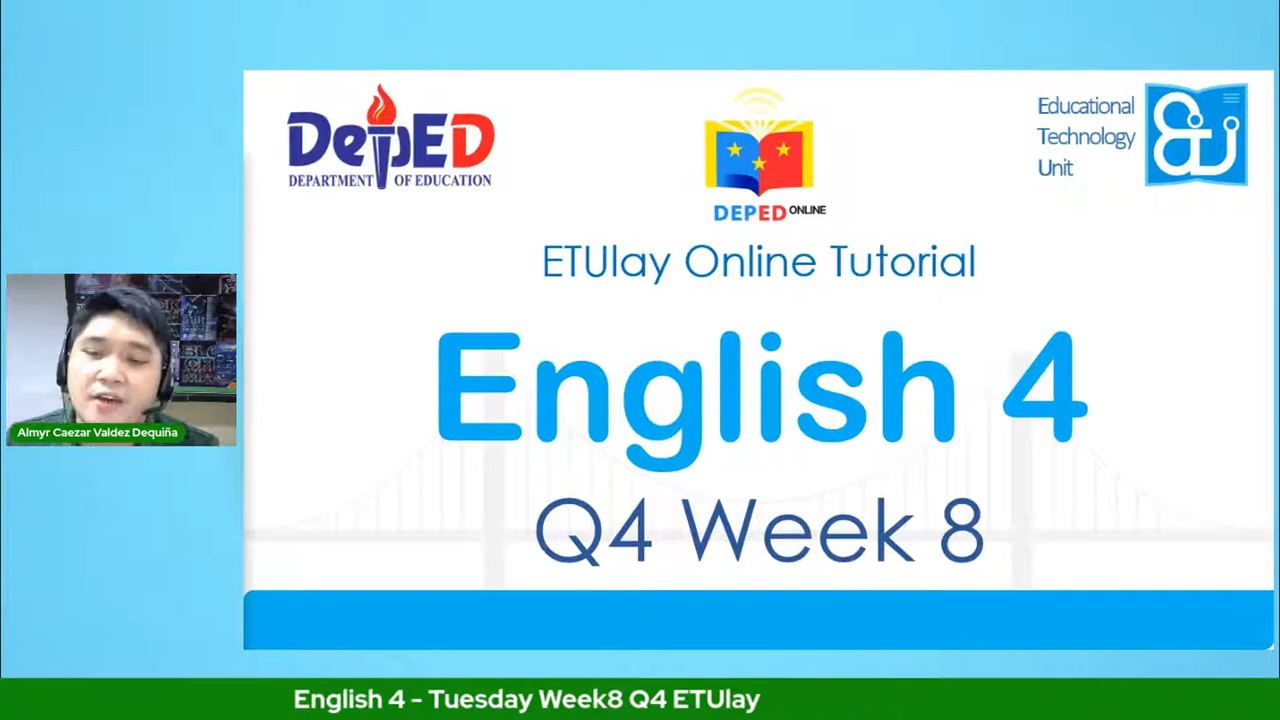 DepED
DEPARTMENT OF EDUCATION
DEPED ONLINE
Educational
Technology
Unit
ETUlay Online Tutorial
English 4
Q4 Week 8
Almyr Caezar Valdez Dequiña
English 4 - Tuesday Week8 Q4 ETUlay